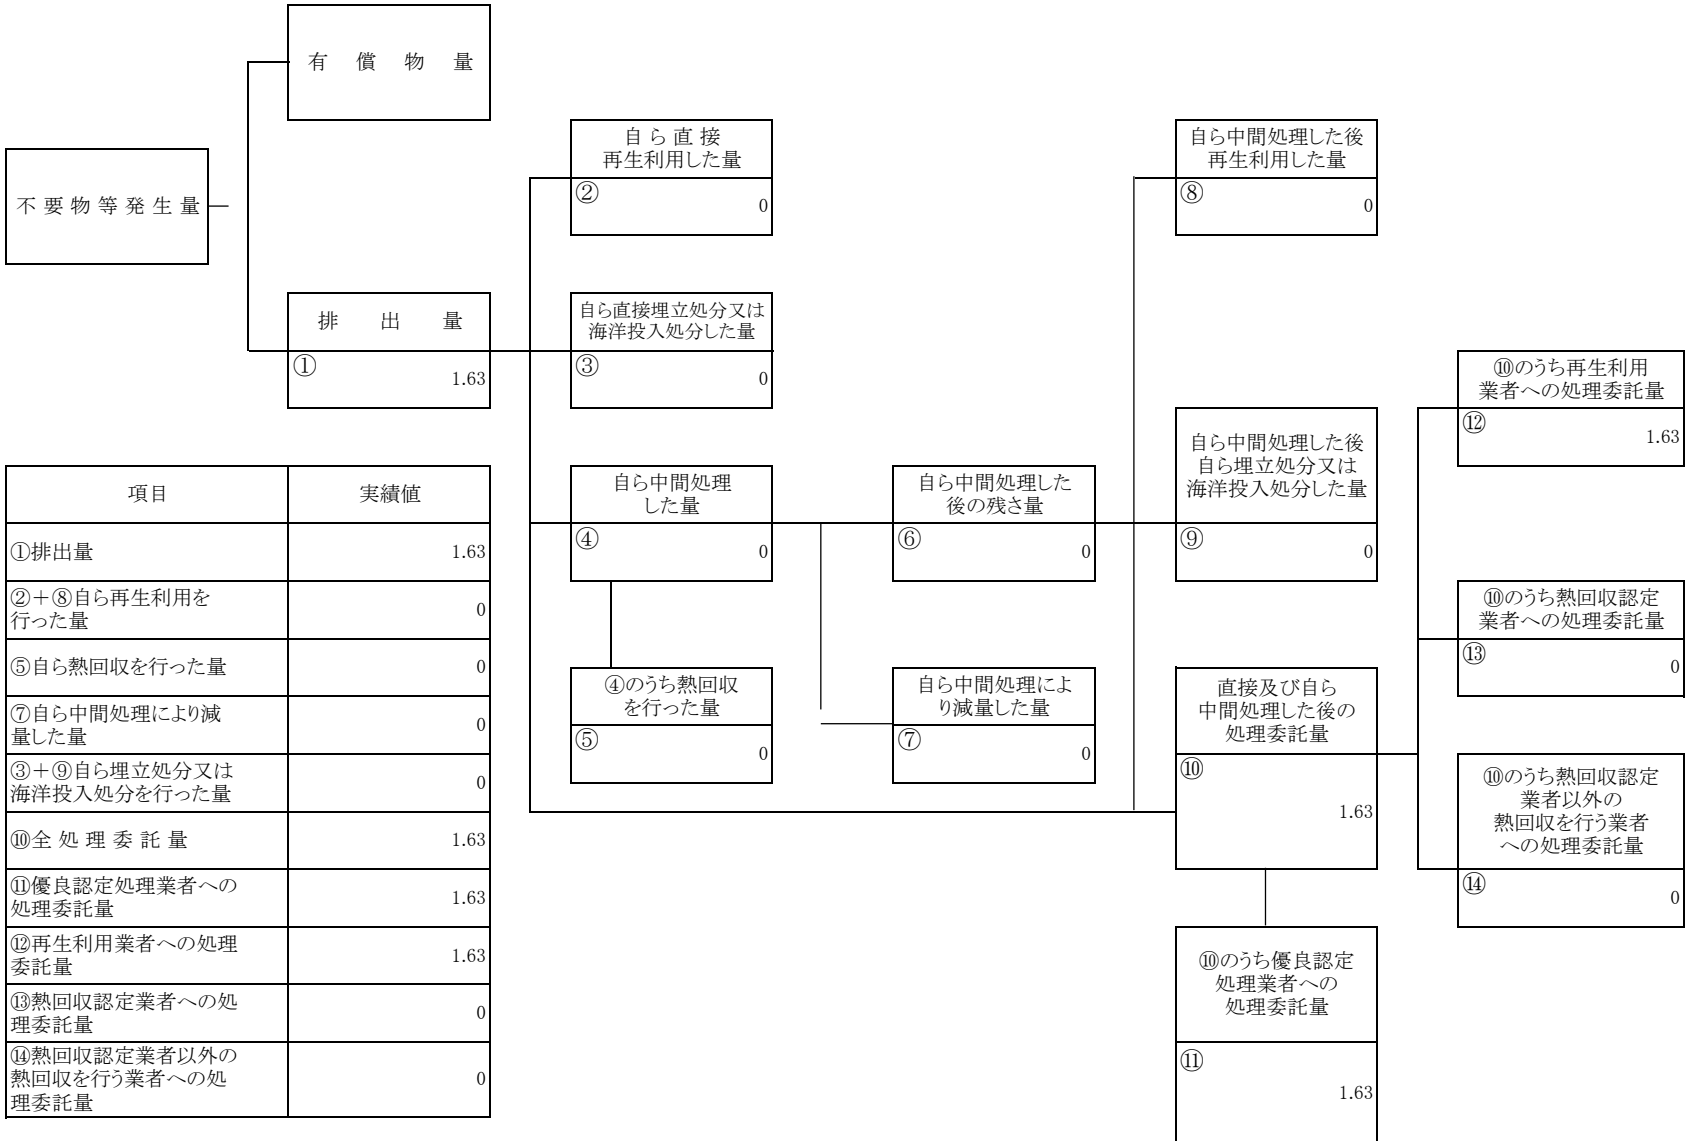 有償物量
不要物等発生量
排出量
①
1.63
自ら直接
再生利用した量
②
0
自ら直接埋立処分又は
海洋投入処分した量
③
0
自ら中間処理
した量
④
0
④のうち熱回収
を行った量
⑤
0
自ら中間処理した
後の残さ量
⑥
0
自ら中間処理によ
り減量した量
⑦
0
自ら中間処理した後
再生利用した量
⑧
0
自ら中間処理した後
自ら埋立処分又は
海洋投入処分した量
⑨
0
直接及び自ら
中間処理した後の
処理委託量
⑩
1.63
⑩のうち優良認定
処理業者への
処理委託量
⑪
1.63
⑩のうち再生利用
業者への処理委託量
⑫
1.63
⑩のうち熱回収認定
業者への処理委託量
⑬
0
⑩のうち熱回収認定
業者以外の
熱回収を行う業者
への処理委託量
⑭
0
項目 実績値
①排出量 1.63
②＋⑧自ら再生利用を
行った量 0
⑤自ら熱回収を行った量 0
⑦自ら中間処理により減
量した量 0
③＋⑨自ら埋立処分又は
海洋投入処分を行った量 0
⑩全処理委託量 1.63
⑪優良認定処理業者への
処理委託量 1.63
⑫再生利用業者への処理
委託量 1.63
⑬熱回収認定業者への処
理委託量 0
⑭熱回収認定業者以外の
熱回収を行う業者への処
理委託量 0